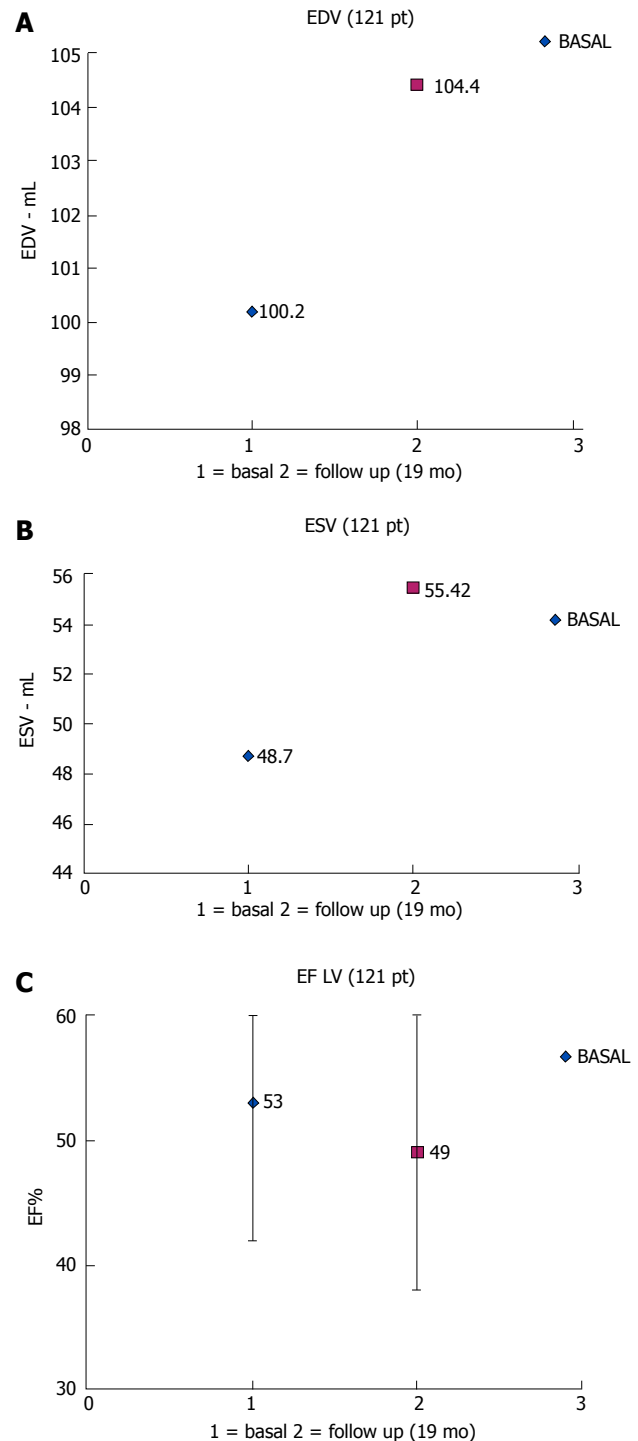 A
EDV (121 pt)
105
104
103
102
101
100
99
98
EDV - mL
BASAL
104.4
100.2
0 1 2 3
1 = basal 2 = follow up (19 mo)
B
ESV (121 pt)
56
54
52
50
48
46
44
ESV - mL
55.42
BASAL
48.7
0 1 2 3
1 = basal 2 = follow up (19 mo)
C
EF LV (121 pt)
60
50
40
30
EF%
BASAL
53
49
0 1 2 3
1 = basal 2 = follow up (19 mo)